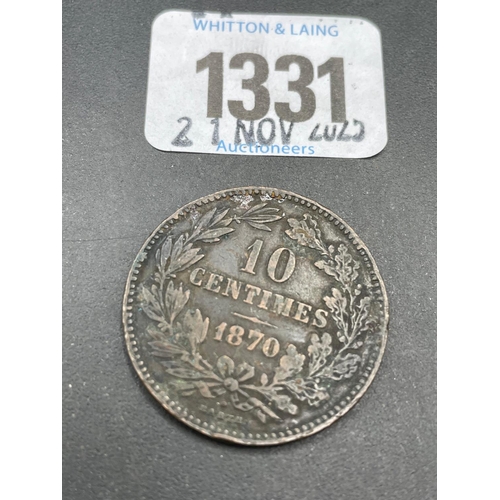 WHITTON & LAING
1331
21 NOV 2023
Auctioneers
10
CENTIMES
1870